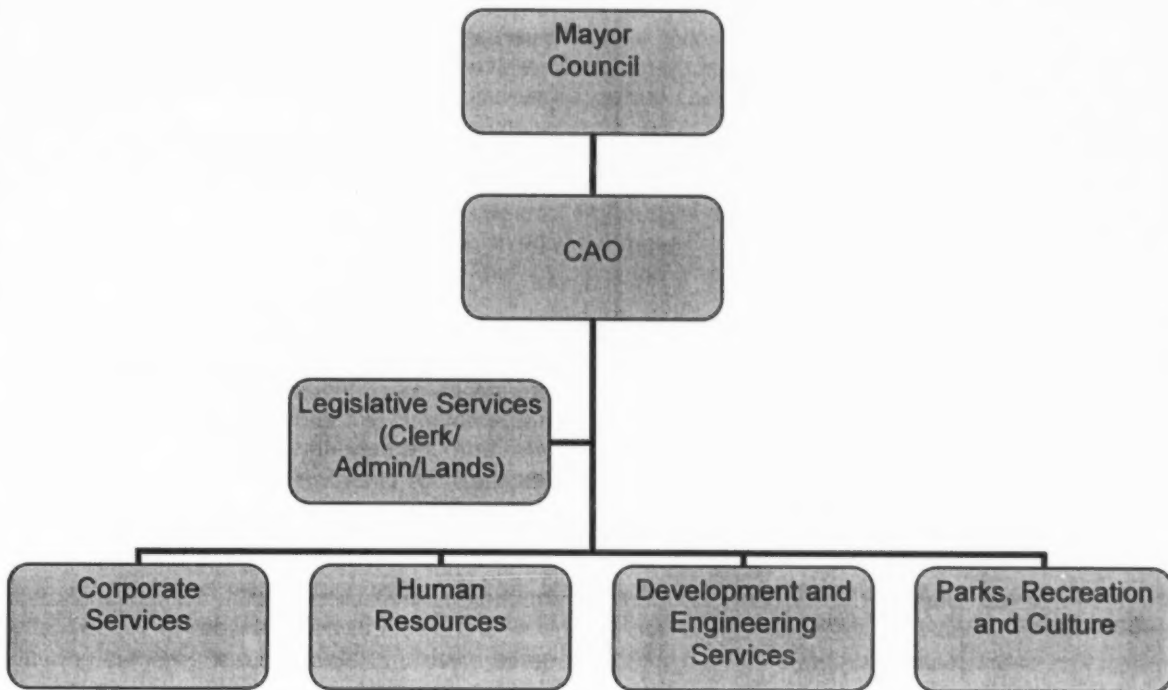 Mayor
Council
CAO
Legislative Services
(Clerk/
Admin/Lands)
Corporate
Services
Human
Resources
Development and
Engineering
Services
Parks, Recreation
and Culture